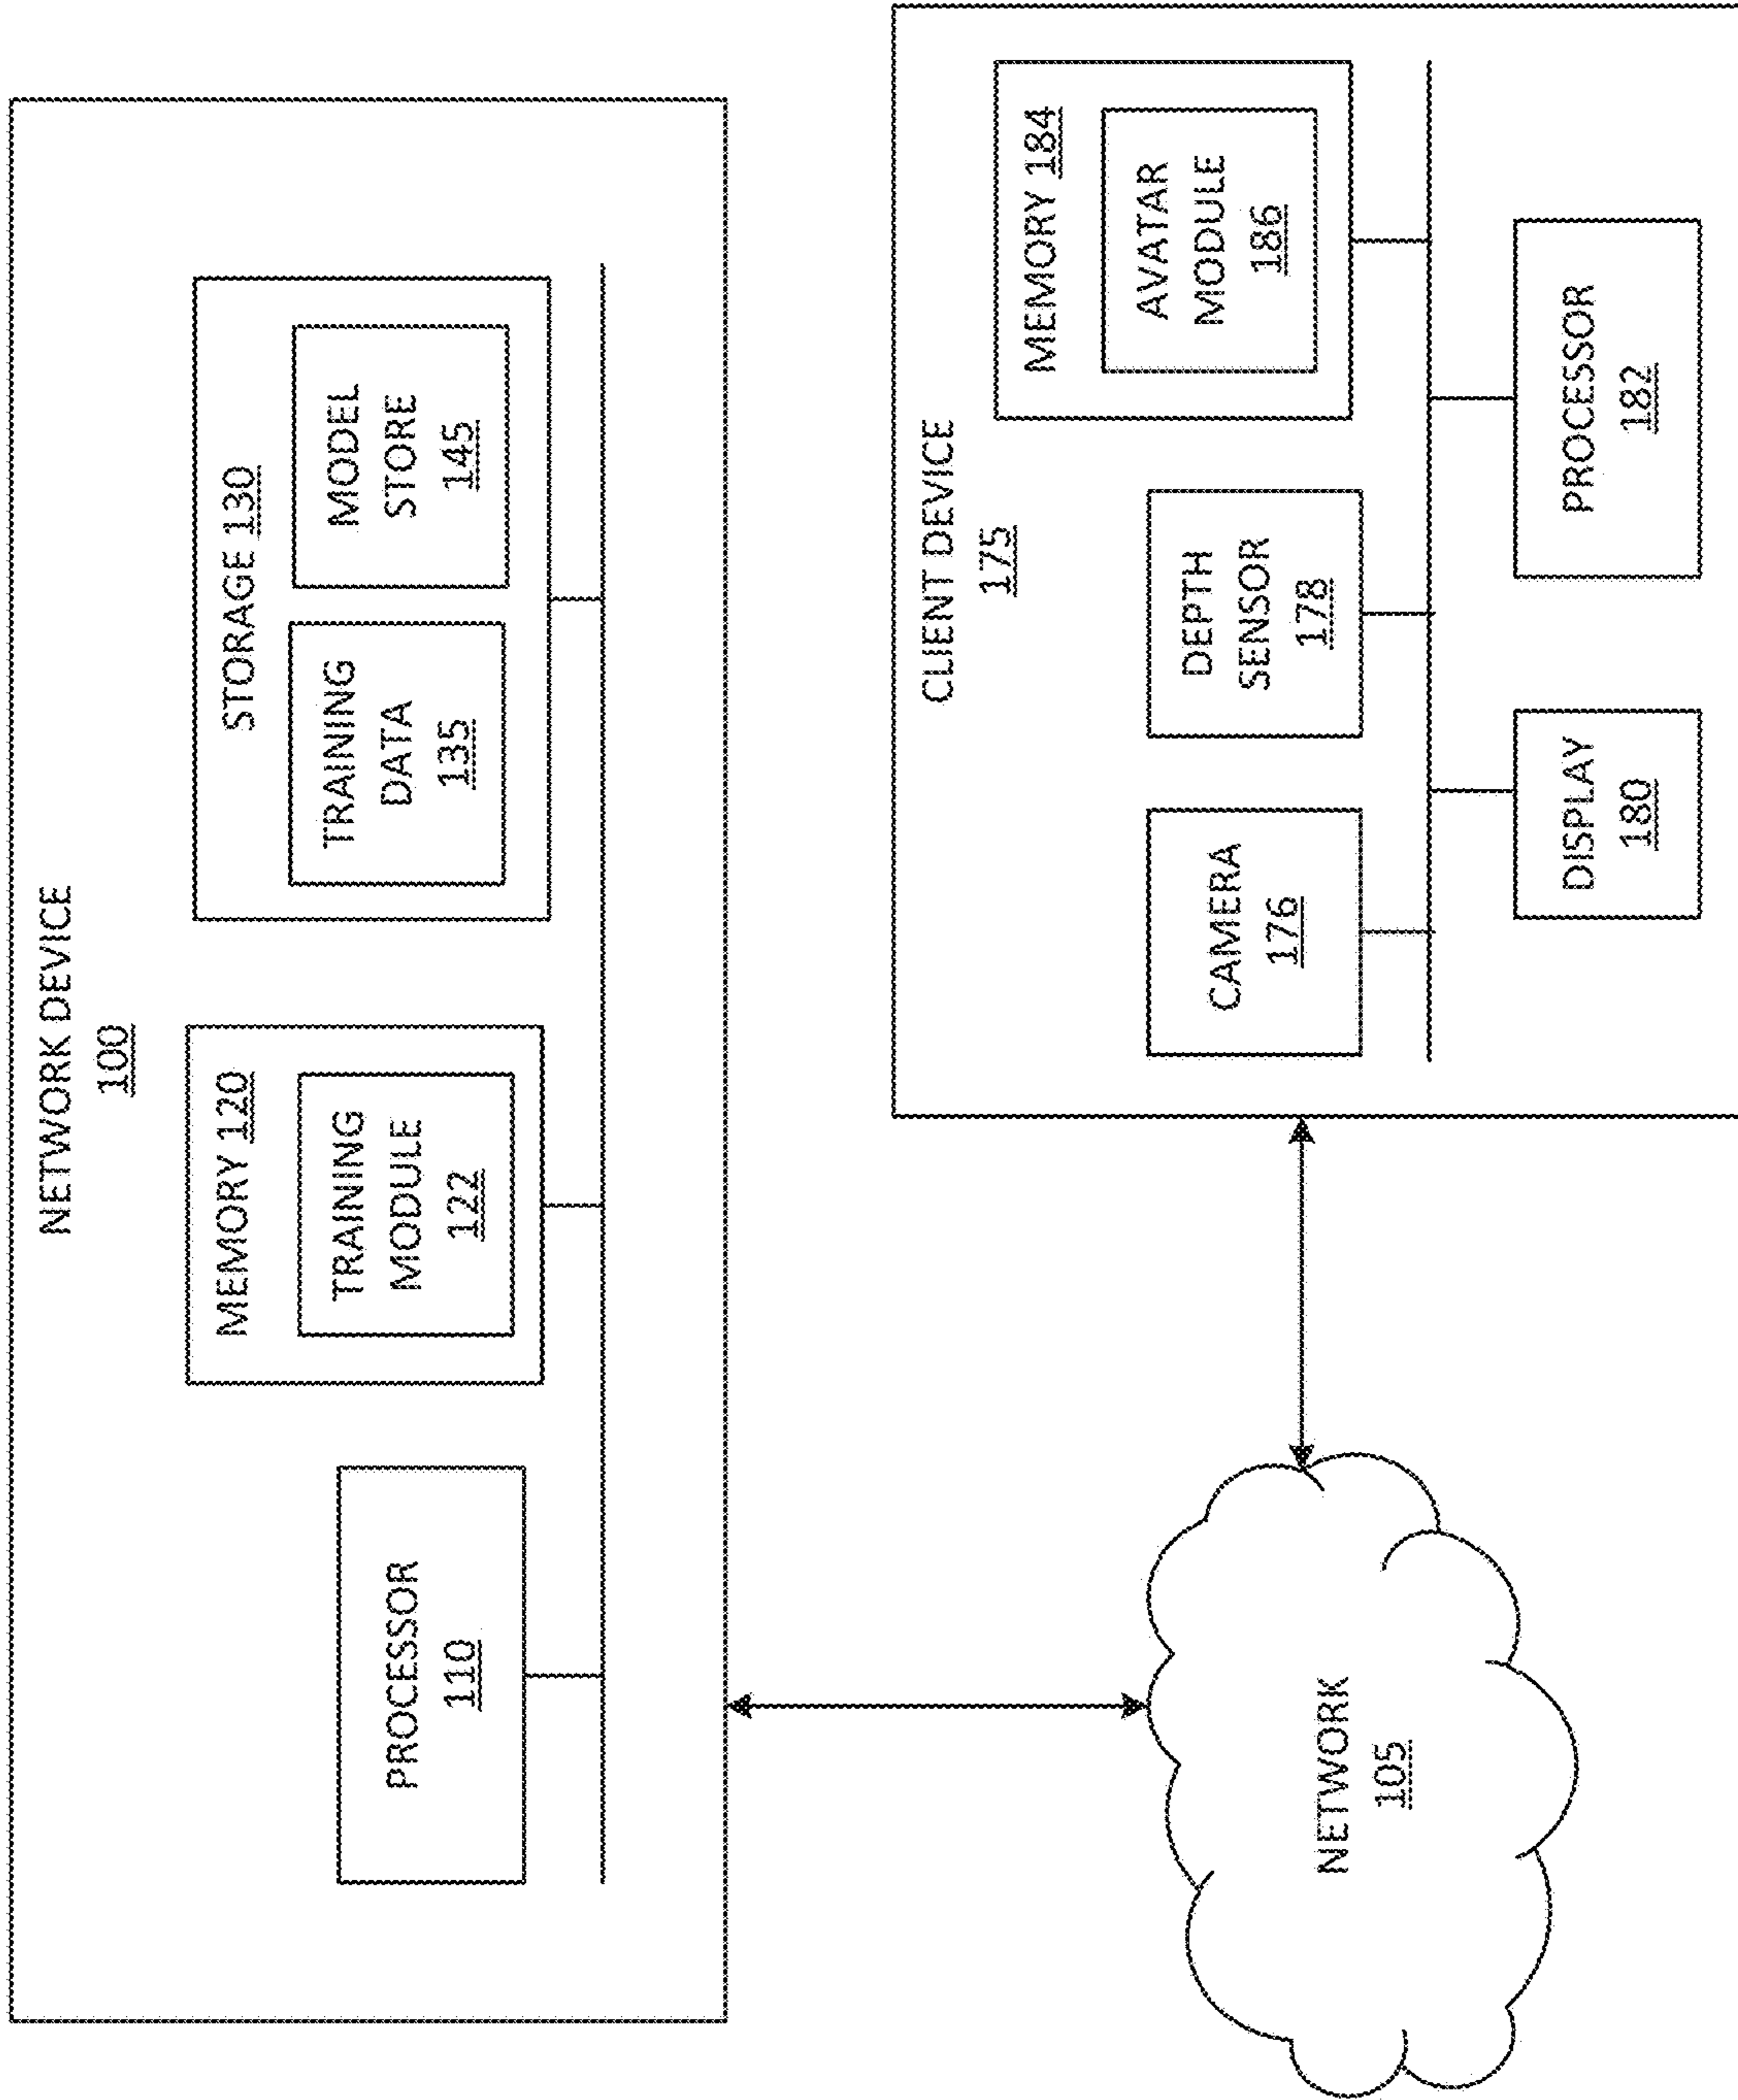 NETWORK DEVICE
100
PROCESSOR
110
MEMORY 120
TRAINING
MODULE
122
STORAGE 130
TRAINING
DATA
135
MODEL
STORE
145
NETWORK
105
CLIENT DEVICE
175
CAMERA
176
DEPTH
SENSOR
178
MEMORY 184
AVATAR
MODULE
186
DISPLAY
180
PROCESSOR
182